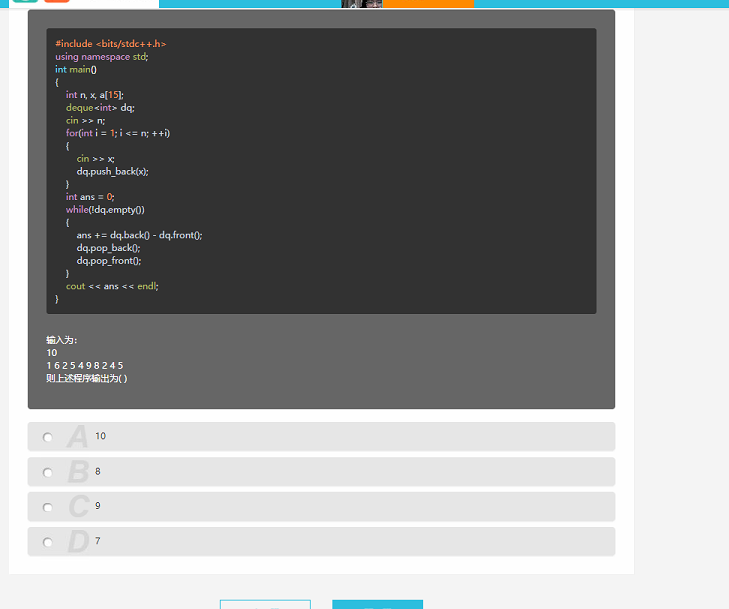 #include <bits/stdc++.h>
using namespace std;
int main()
{
int n, x, a[15];
deque<int> dq;
cin >> n;
for(int i = 1; i <= n; ++i)
{
cin >> x;
dq.push_back(x);
}
int ans = 0;
while(!dq.empty())
{
ans += dq.back() - dq.front();
dq.pop_back();
dq.pop_front();
}
cout << ans << endl;
}
输入为：
10
1 6 2 5 4 9 8 2 4 5
则上述程序输出为( )
A 10
B 8
C 9
D 7